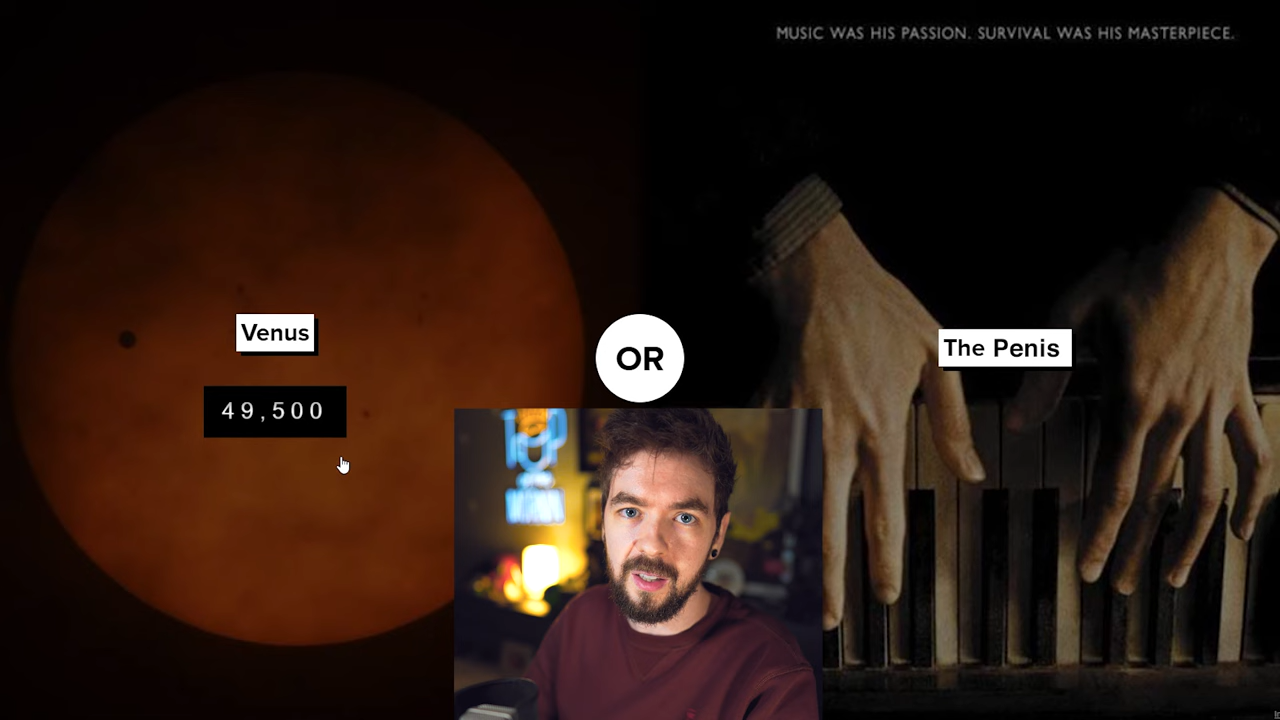 MUSIC WAS HIS PASSION. SURVIVAL WAS HIS MASTERPIECE.
Venus
49,500
OR
The Penis